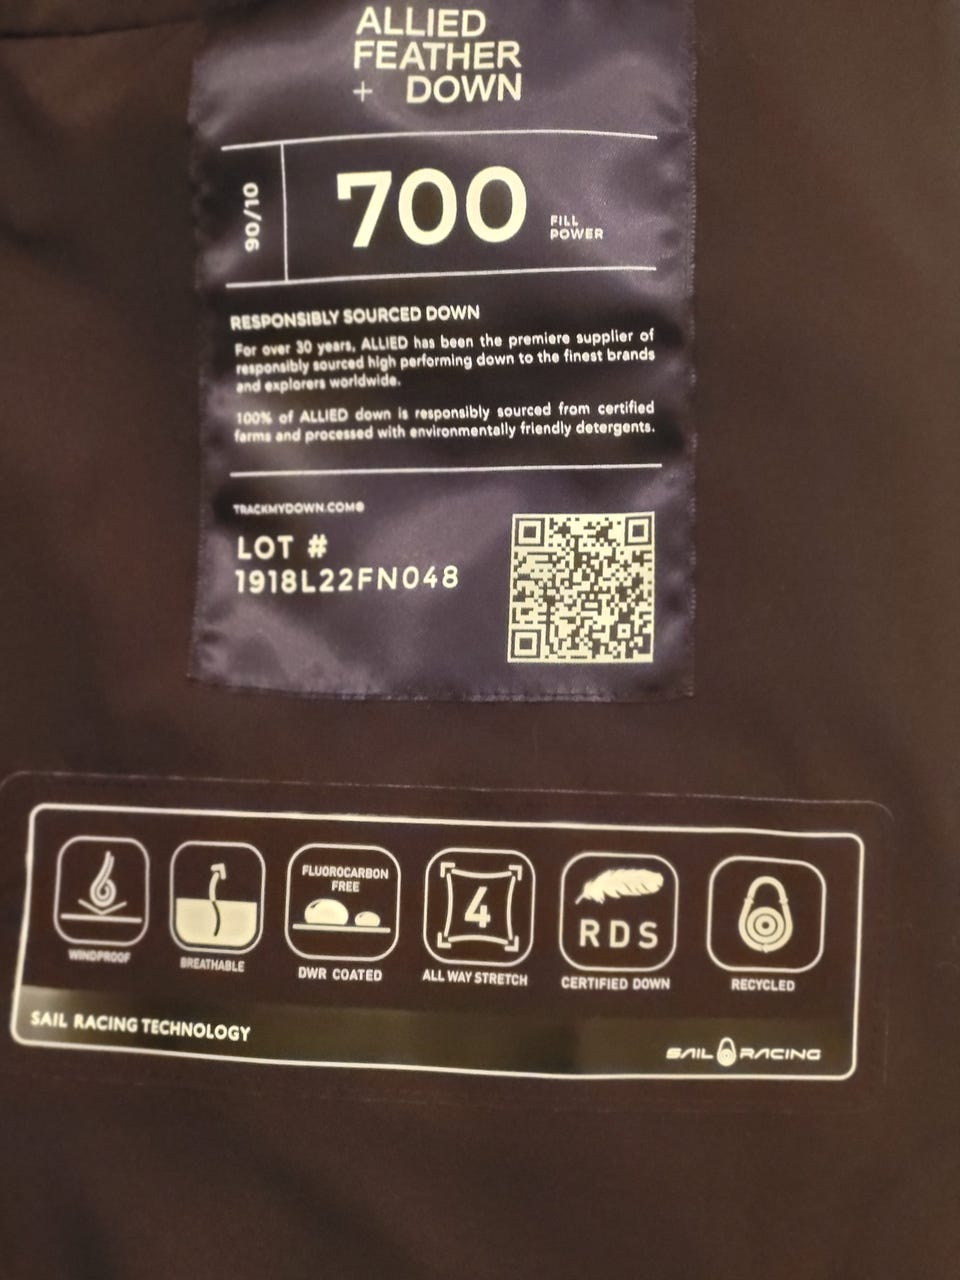 ALLIED
FEATHER
+ DOWN
90/10
700
FILL
POWER
RESPONSIBLY SOURCED DOWN
For over 30 years, ALLIED has been the premiere supplier of
responsibly sourced high performing down to the finest brands
and explorers worldwide.
100% of ALLIED down is responsibly sourced from certified
farms and processed with environmentally friendly detergents.
TRACKMYDOWN.COM®
LOT #
1918L22FN048
WINDPROOF
BREATHABLE
FLUOROCARBON
FREE
DWR COATED
4
ALL WAY STRETCH
RDS
CERTIFIED DOWN
RECYCLED
SAIL RACING TECHNOLOGY
SAIL RACING